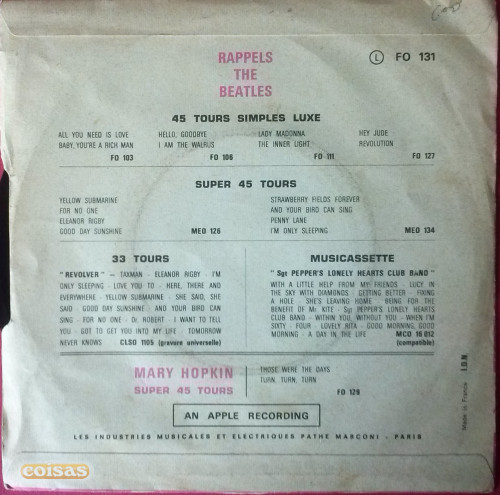 RAPPELS
THE
BEATLES
L FO 131
45 TOURS SIMPLES LUXE
ALL YOU NEED IS LOVE
BABY, YOU'RE A RICH MAN
FO 103
HELLO, GOODBYE
I AM THE WALRUS
FO 106
LADY MADONNA
THE INNER LIGHT
FO 111
HEY JUDE
REVOLUTION
FO 127
SUPER 45 TOURS
YELLOW SUBMARINE
FOR NO ONE
ELEANOR RIGBY
GOOD DAY SUNSHINE
MEO 126
STRAWBERRY FIELDS FOREVER
AND YOUR BIRD CAN SING
PENNY LANE
I'M ONLY SLEEPING
MEO 134
33 TOURS
"REVOLVER" - TAXMAN - ELEANOR RIGBY - I'M
ONLY SLEEPING - LOVE YOU TO - HERE, THERE AND
EVERYWHERE - YELLOW SUBMARINE - SHE SAID, SHE
SAID - GOOD DAY SUNSHINE - AND YOUR BIRD CAN
SING - FOR NO ONE - Dr. ROBERT - I WANT TO TELL
YOU - GOT TO GET YOU INTO MY LIFE - TOMORROW
NEVER KNOWS CLSO 1105 (gravure universelle)
MUSICASSETTE
"Sgt PEPPER'S LONELY HEARTS CLUB BAND"
WITH A LITTLE HELP FROM MY FRIENDS - LUCY IN
THE SKY WITH DIAMONDS - GETTING BETTER - FIXING
A HOLE - SHE'S LEAVING HOME - BEING FOR THE
BENEFIT OF Mr. KITE - Sgt PEPPER'S LONELY HEARTS
CLUB BAND - WITHIN YOU, WITHOUT YOU - WHEN I'M
SIXTY - FOUR - LOVELY RITA - GOOD MORNING, GOOD
MORNING - A DAY IN THE LIFE MCO 16 012
(compatible)
MARY HOPKIN
SUPER 45 TOURS
THOSE WERE THE DAYS
TURN, TURN, TURN
FO 129
AN APPLE RECORDING
LES INDUSTRIES MUSICALES ET ELECTRIQUES PATHE MARCONI - PARIS
Made in France
I.D.N.
coisas